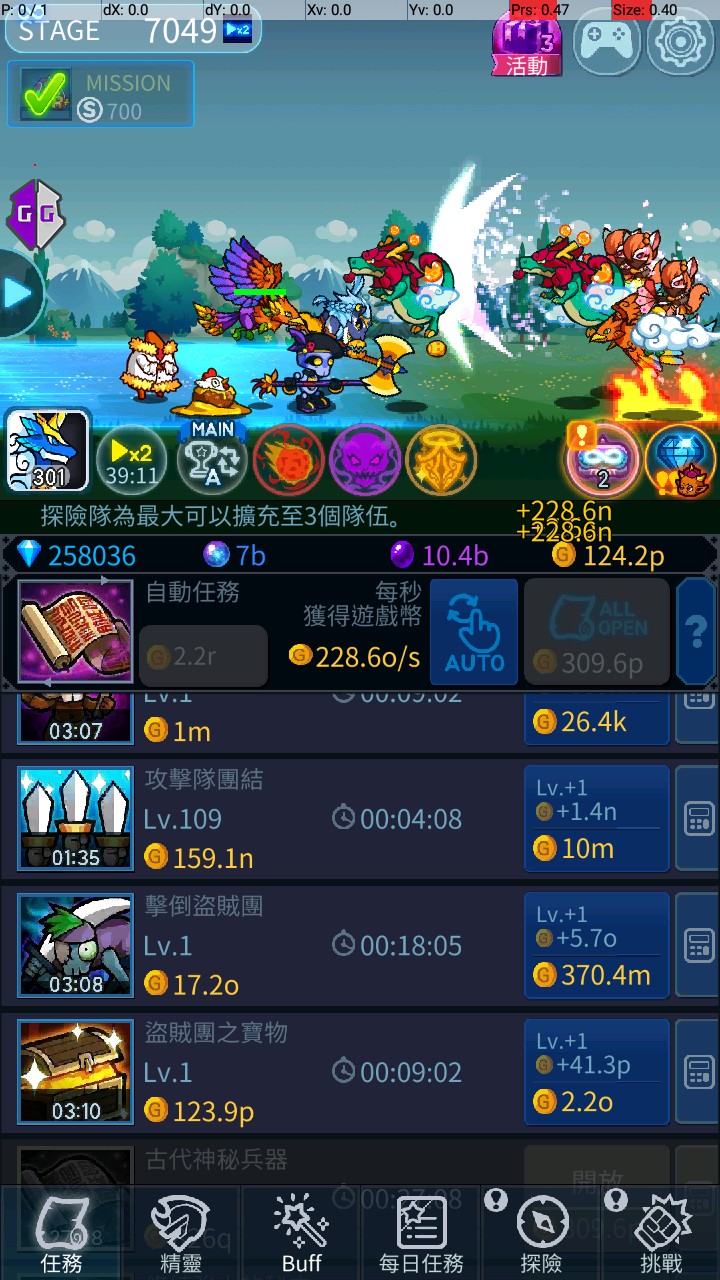 P: 0 / 1 dX: 0.0 dY: 0.0 Xv: 0.0 Yv: 0.0 Prs: 0.47 Size: 0.40
STAGE 7049 x2
3
活動
MISSION
S 700
G G
301
x2
39:11
MAIN
A
2
探險隊為最大可以擴充至3個隊伍。
+228.6n
+228.6n
258036 7b 10.4b G 124.2p
自動任務
每秒
獲得遊戲幣
G 2.2r
G 228.6o/s
AUTO
ALL
OPEN
G 309.6p
?
Lv.1 00:09:02
03:07
G 1m
G 26.4k
攻擊隊團結
Lv.109
00:04:08
01:35
G 159.1n
Lv.+1
G +1.4n
G 10m
擊倒盜賊團
Lv.1
00:18:05
03:08
G 17.2o
Lv.+1
G +5.7o
G 370.4m
盜賊團之寶物
Lv.1
00:09:02
03:10
G 123.9p
Lv.+1
G +41.3p
G 2.2o
古代神秘兵器
開放
任務
精靈
Buff
每日任務
探險
挑戰